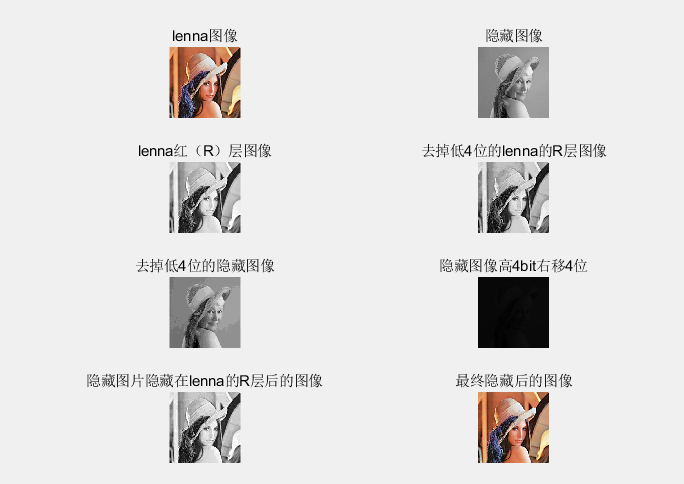 lenna图像
隐藏图像
lenna红（R）层图像
去掉低4位的lenna的R层图像
去掉低4位的隐藏图像
隐藏图像高4bit右移4位
隐藏图片隐藏在lenna的R层后的图像
最终隐藏后的图像